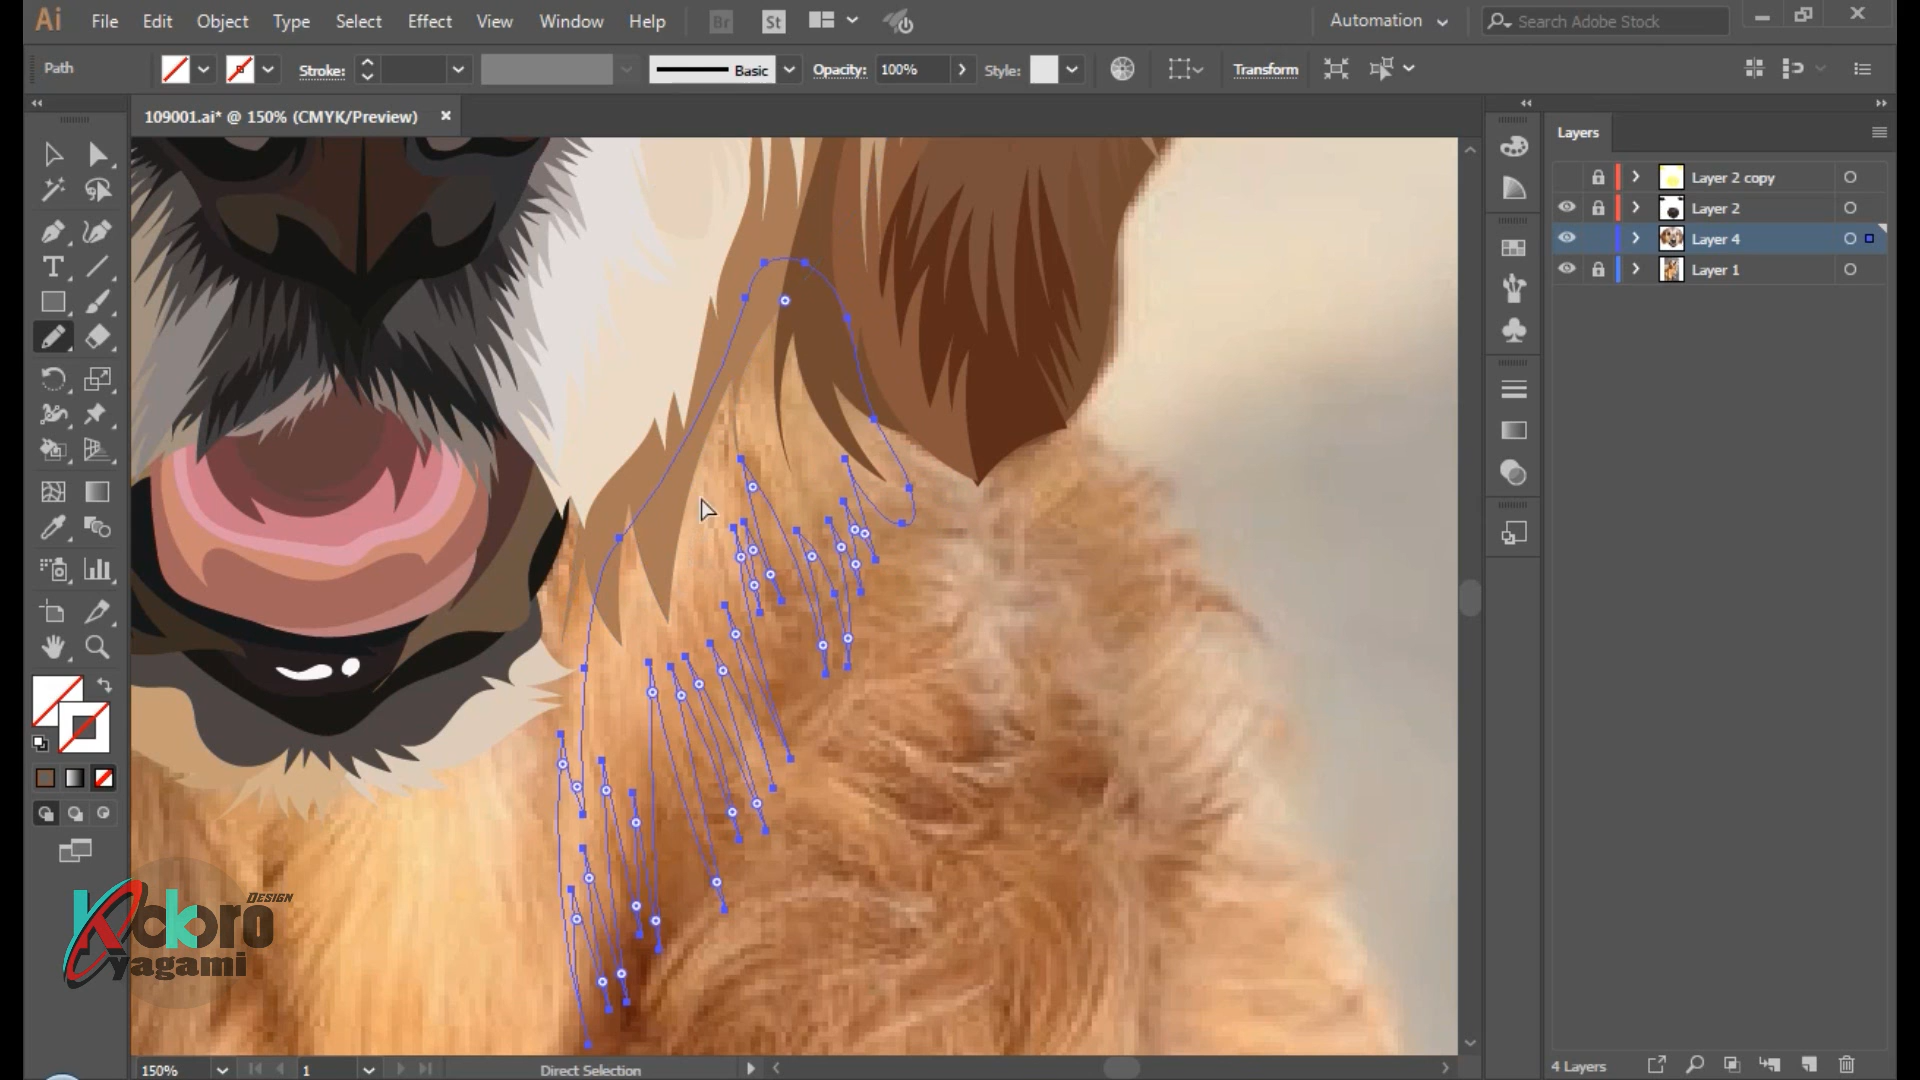 Ai File Edit Object Type Select Effect View Window Help Br St Automation Search Adobe Stock
Path Stroke: Basic Opacity: 100% Style: Transform
109001.ai* @ 150% (CMYK/Preview)
Layers
Layer 2 copy
Layer 2
Layer 4
Layer 1
Kokoro Design
yagami
150% 1 Direct Selection
4 Layers